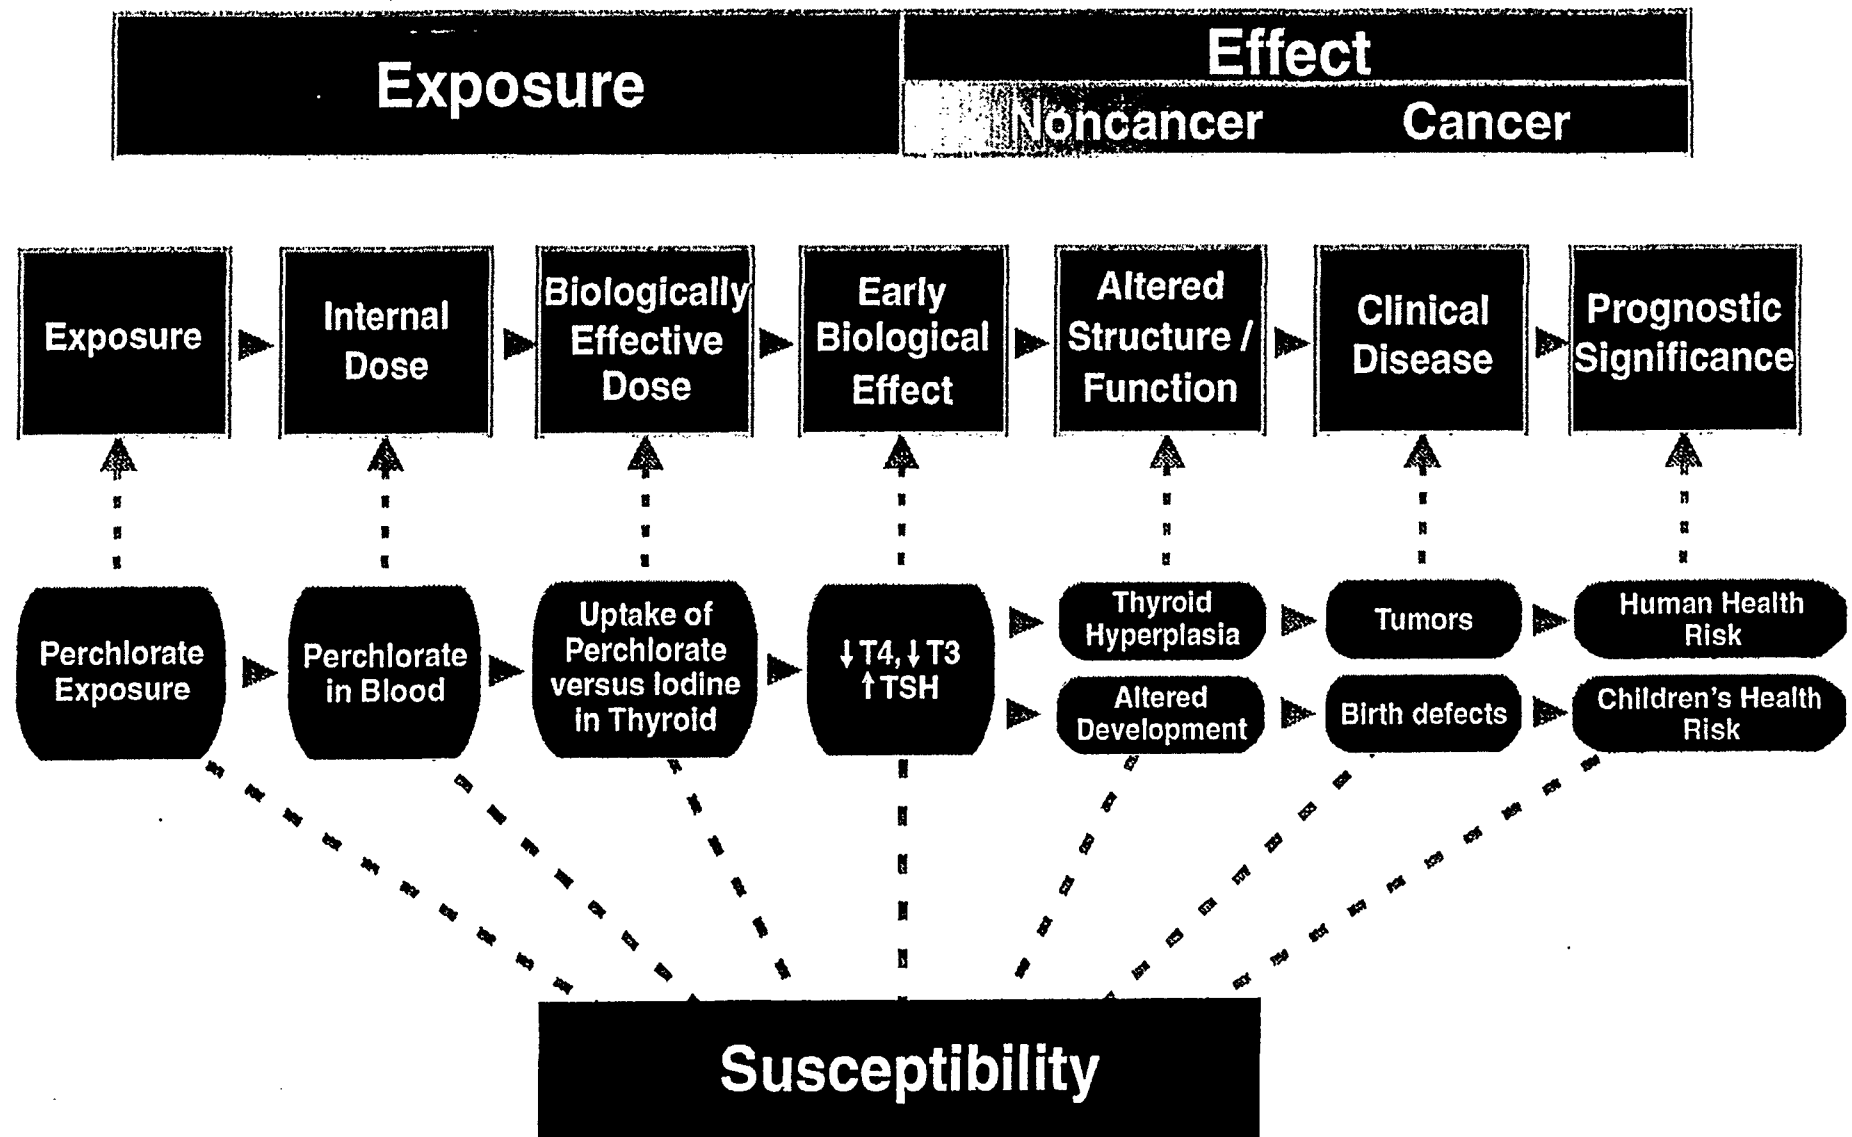 Exposure
Effect
Noncancer Cancer
Exposure
Internal
Dose
Biologically
Effective
Dose
Early
Biological
Effect
Altered
Structure /
Function
Clinical
Disease
Prognostic
Significance
Perchlorate
Exposure
Perchlorate
in Blood
Uptake of
Perchlorate
versus Iodine
in Thyroid
↓T4, ↓T3
↑TSH
Thyroid
Hyperplasia
Tumors
Human Health
Risk
Altered
Development
Birth defects
Children's Health
Risk
Susceptibility